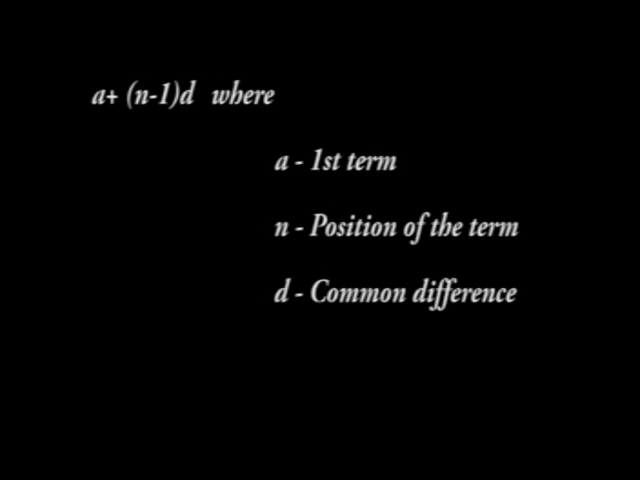 a+ (n-1)d where
a - 1st term
n - Position of the term
d - Common difference